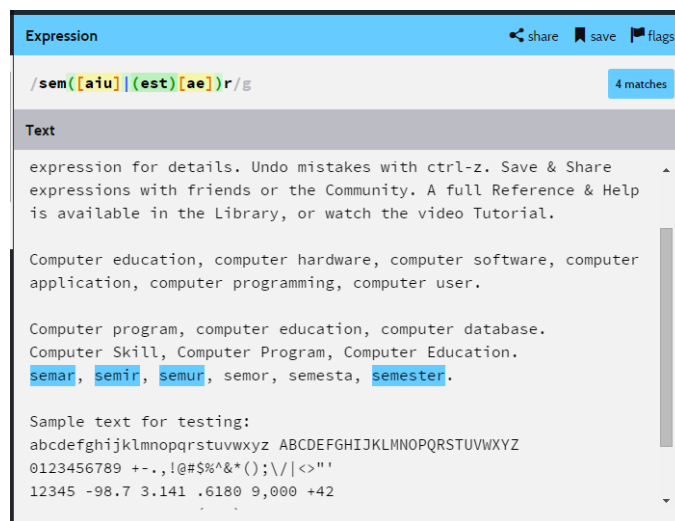 Expression
share save flags
/sem([aiu]|(est)[ae])r/g
4 matches
Text
expression for details. Undo mistakes with ctrl-z. Save & Share
expressions with friends or the Community. A full Reference & Help
is available in the Library, or watch the video Tutorial.
Computer education, computer hardware, computer software, computer
application, computer programming, computer user.
Computer program, computer education, computer database.
Computer Skill, Computer Program, Computer Education.
semar, semir, semur, semor, semesta, semester.
Sample text for testing:
abcdefghijklmnopqrstuvwxyz ABCDEFGHIJKLMNOPQRSTUVWXYZ
0123456789 +-.,!@#$%^&*();\/|<>"'
12345 -98.7 3.141 .6180 9,000 +42